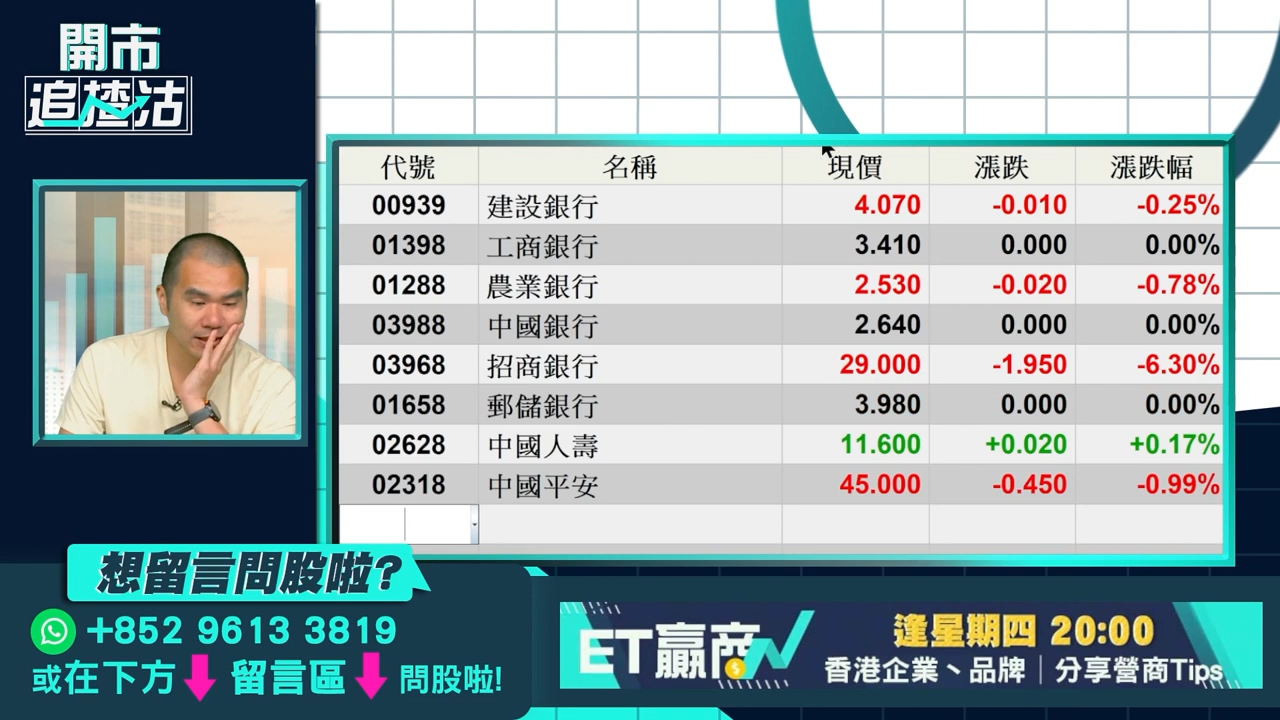 開市
追揸沽
代號 名稱 現價 漲跌 漲跌幅
00939 建設銀行 4.070 -0.010 -0.25%
01398 工商銀行 3.410 0.000 0.00%
01288 農業銀行 2.530 -0.020 -0.78%
03988 中國銀行 2.640 0.000 0.00%
03968 招商銀行 29.000 -1.950 -6.30%
01658 郵儲銀行 3.980 0.000 0.00%
02628 中國人壽 11.600 +0.020 +0.17%
02318 中國平安 45.000 -0.450 -0.99%
想留言問股啦?
+852 9613 3819
或在下方 留言區 問股啦!
ET贏商
逢星期四 20:00
香港企業、品牌｜分享營商Tips